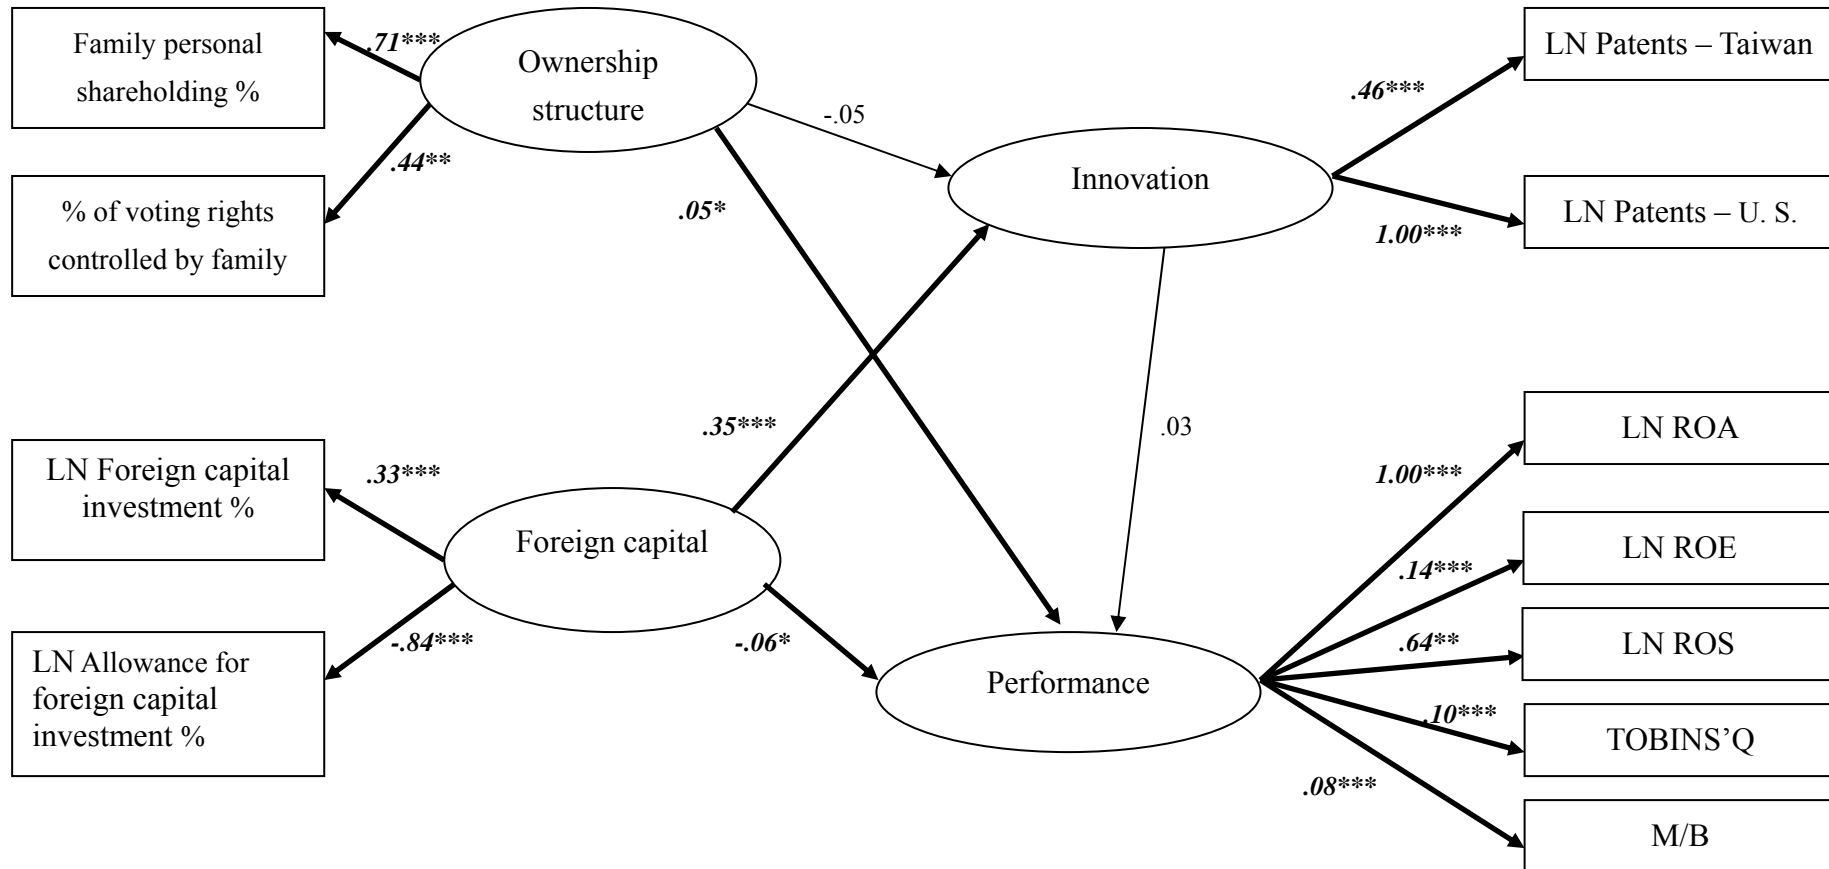 Family personal
shareholding %
.71***
Ownership
structure
LN Patents – Taiwan
.46***
-.05
.44**
% of voting rights
controlled by family
.05*
Innovation
LN Patents – U. S.
1.00***
.35***
.03
LN ROA
1.00***
LN Foreign capital
investment %
.33***
Foreign capital
LN ROE
.14***
-.84***
-.06*
LN Allowance for
foreign capital
investment %
Performance
.64**
LN ROS
.10***
TOBINS’Q
.08***
M/B